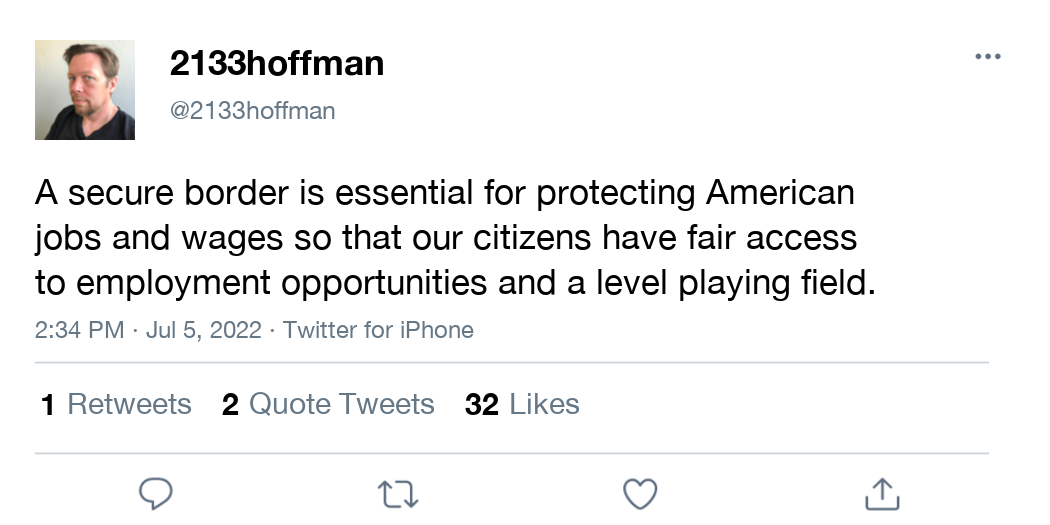 2133hoffman
@2133hoffman
A secure border is essential for protecting American
jobs and wages so that our citizens have fair access
to employment opportunities and a level playing field.
2:34 PM · Jul 5, 2022 · Twitter for iPhone
1 Retweets 2 Quote Tweets 32 Likes